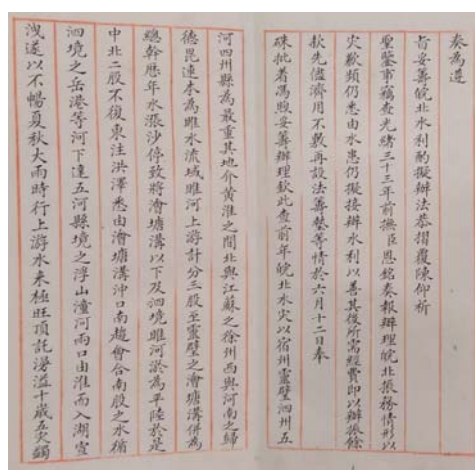 奏為遵
旨妥籌皖北水利酌擬辦法恭摺覆陳仰祈
聖鑒事竊查光緒三十三年前撫臣恩銘奏報辦理皖北振務情形以
災歉頻仍悉由水患仍擬接辦水利以善其後所需經費即以辦振餘
款先儘濟用不敷再設法籌墊等情於六月十二日奉
硃批着馮煦妥籌辦理欽此查前年皖北水災以宿州靈璧泗州五
河四州縣為最重其地介黃淮之間北與江蘇之徐州西與河南之歸
德毘連本為睢水流域睢河上游計分三股至靈璧之濬塘溝併為
總幹歷年水漲沙停致將濬塘溝以下及泗境睢河淤為平陸於是
中北二股不復東注洪澤悉由濬塘溝沖口南趨會合南股之水稍
泗境之岳港等河下達五河縣境之浮山潼河兩口由淮而入湖宣
洩遂以不暢夏秋大雨時行上游水來極旺頂託漫溢十歲五災蠲